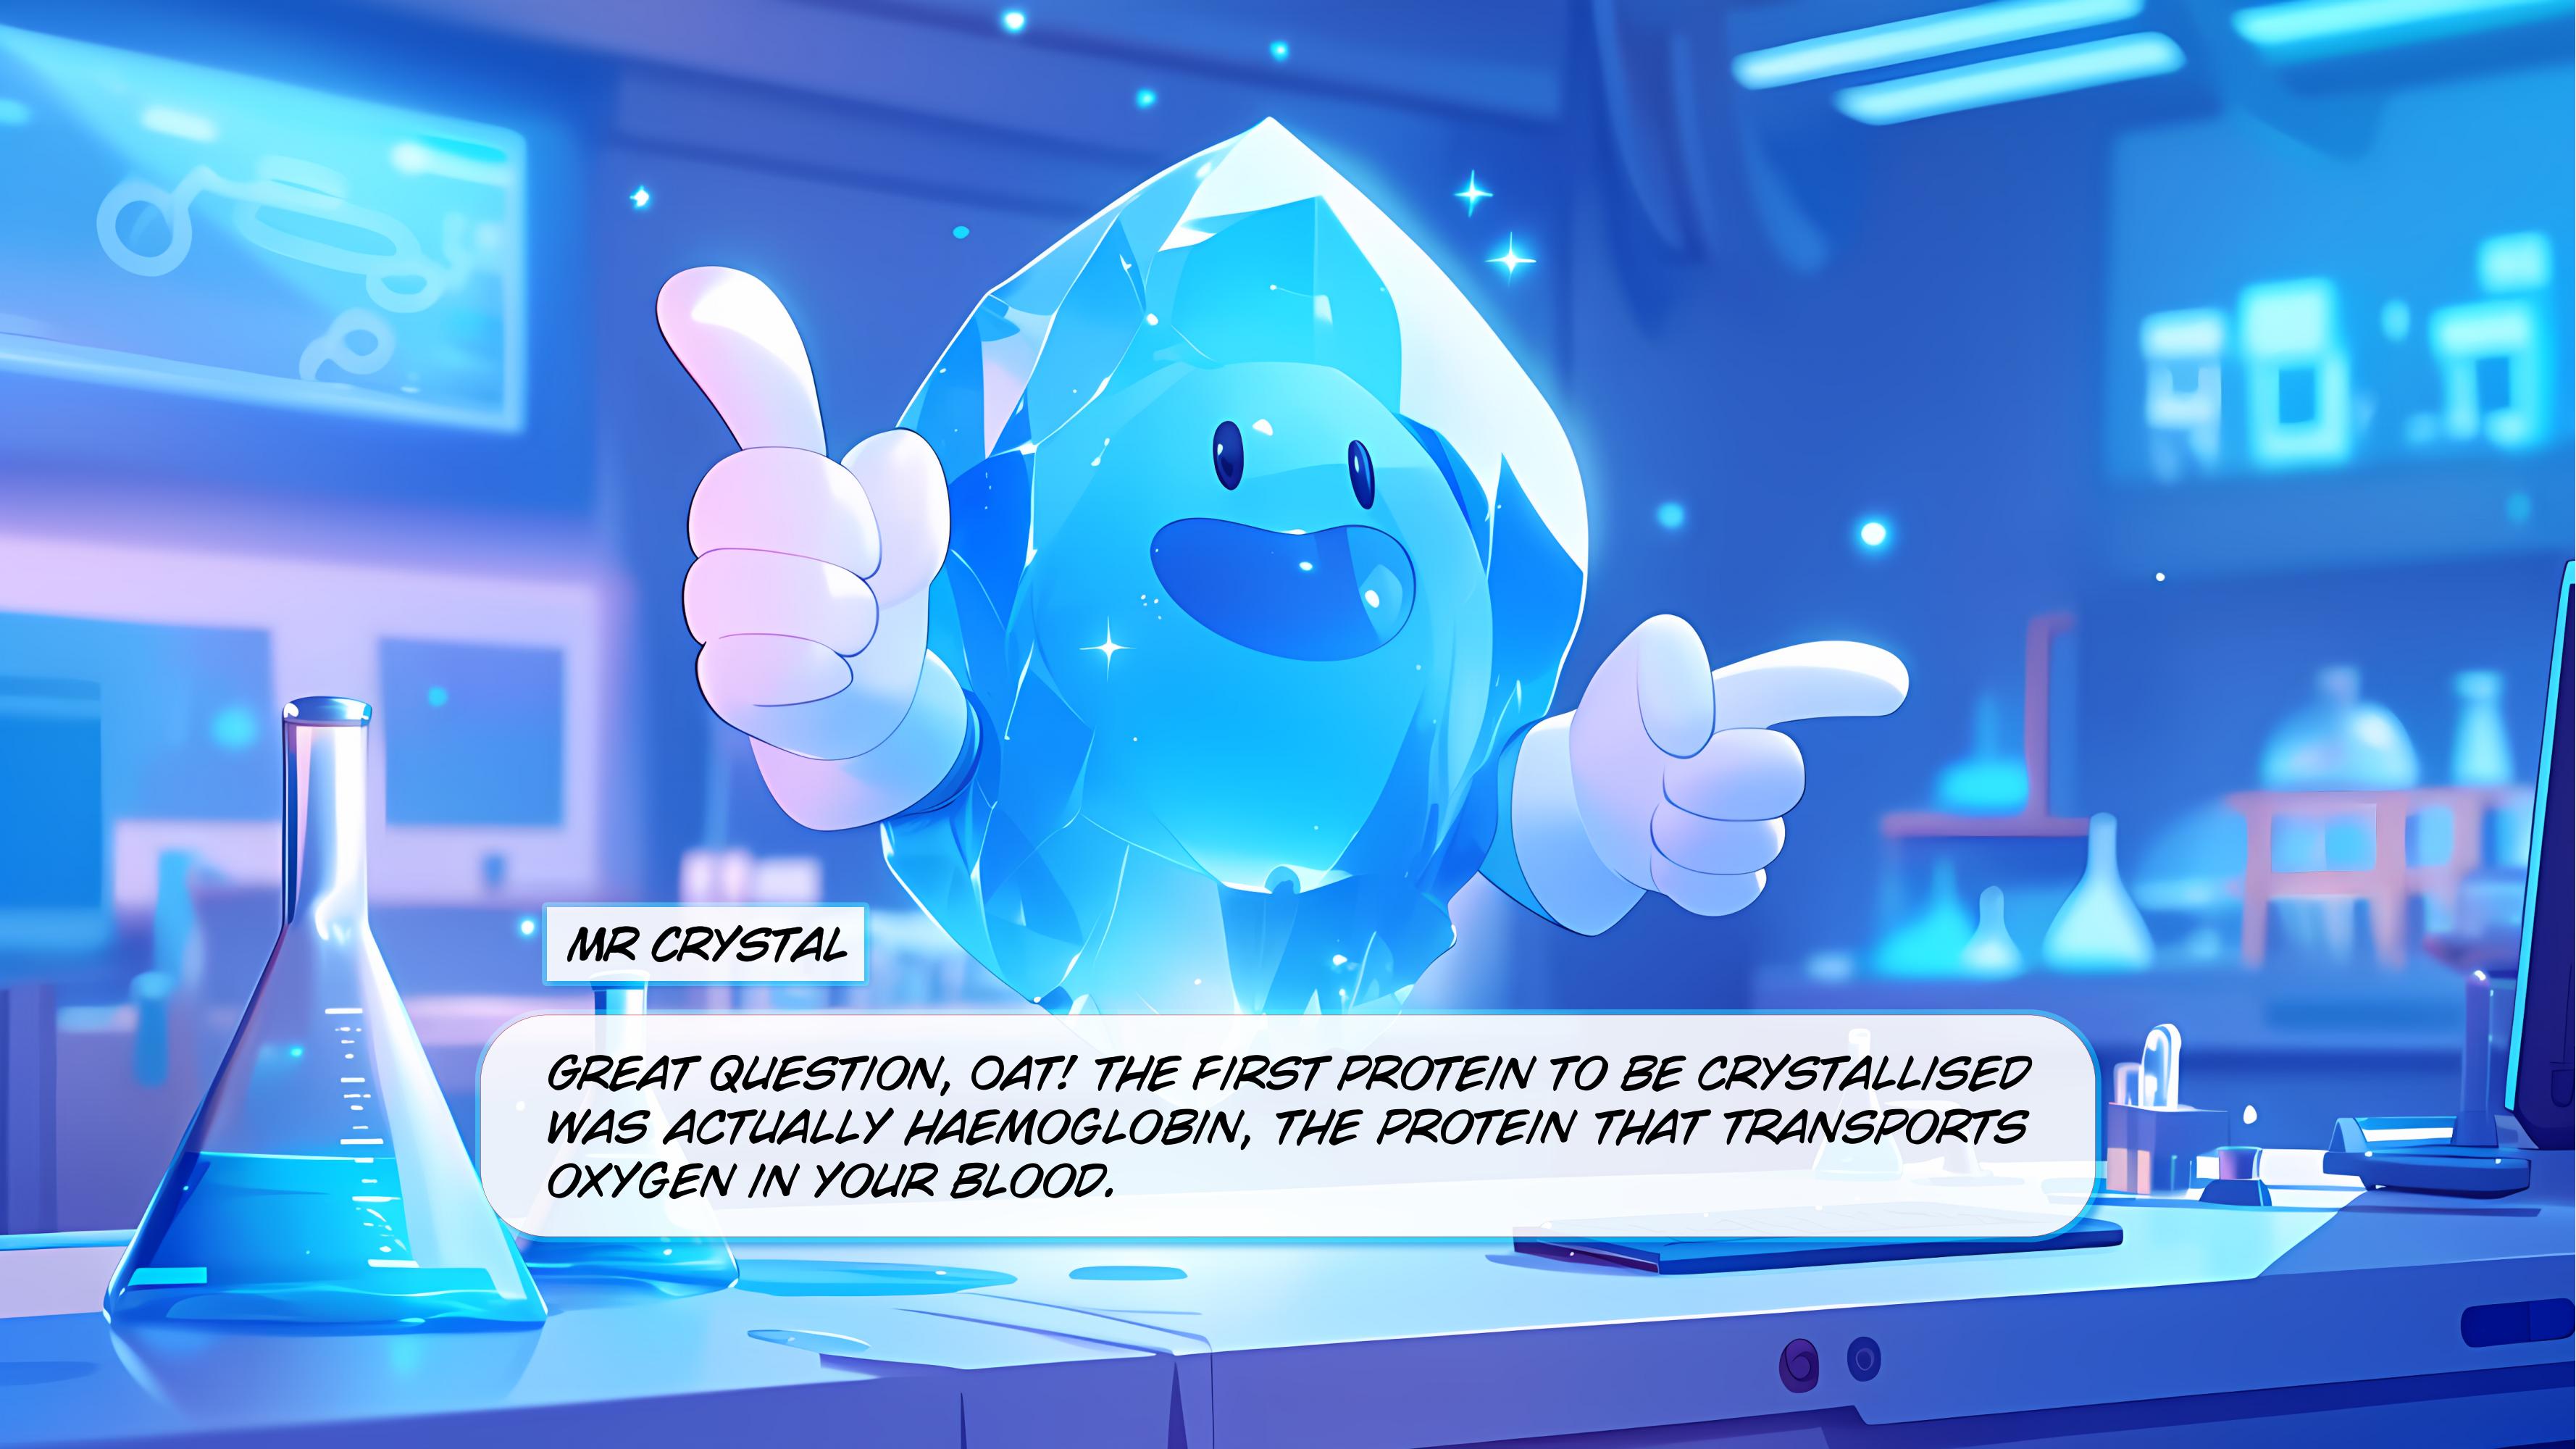 MR CRYSTAL
GREAT QUESTION, OAT! THE FIRST PROTEIN TO BE CRYSTALLISED
WAS ACTUALLY HAEMOGLOBIN, THE PROTEIN THAT TRANSPORTS
OXYGEN IN YOUR BLOOD.